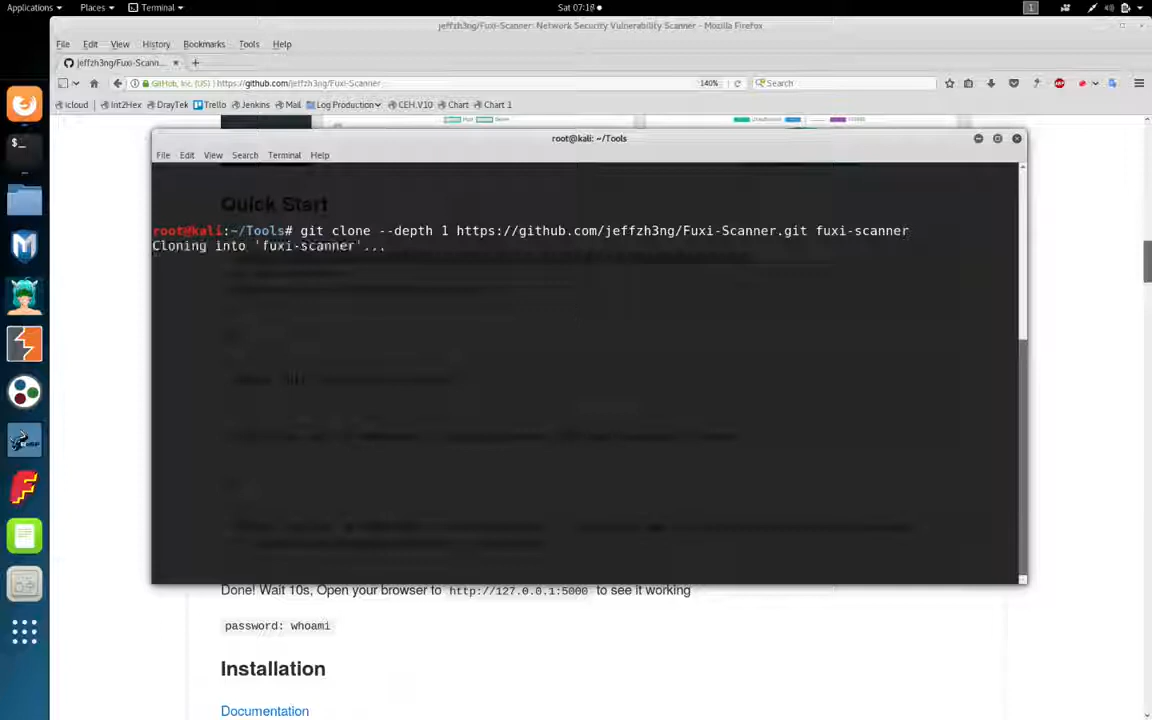 Applications Places Terminal Sat 07:18 1
jeffzh3ng/Fuxi-Scanner: Network Security Vulnerability Scanner - Mozilla Firefox
File Edit View History Bookmarks Tools Help
jeffzh3ng/Fuxi-Scann... × +
GitHub, Inc. (US) https://github.com/jeffzh3ng/Fuxi-Scanner 140% Search
icloud Int2Hex DrayTek Trello Jenkins Mail Log Production CEH.V10 Chart Chart 1
root@kali: ~/Tools
File Edit View Search Terminal Help
Quick Start
root@kali:~/Tools# git clone --depth 1 https://github.com/jeffzh3ng/Fuxi-Scanner.git fuxi-scanner
Cloning into 'fuxi-scanner'...
Done! Wait 10s, Open your browser to http://127.0.0.1:5000 to see it working
password: whoami
Installation
Documentation